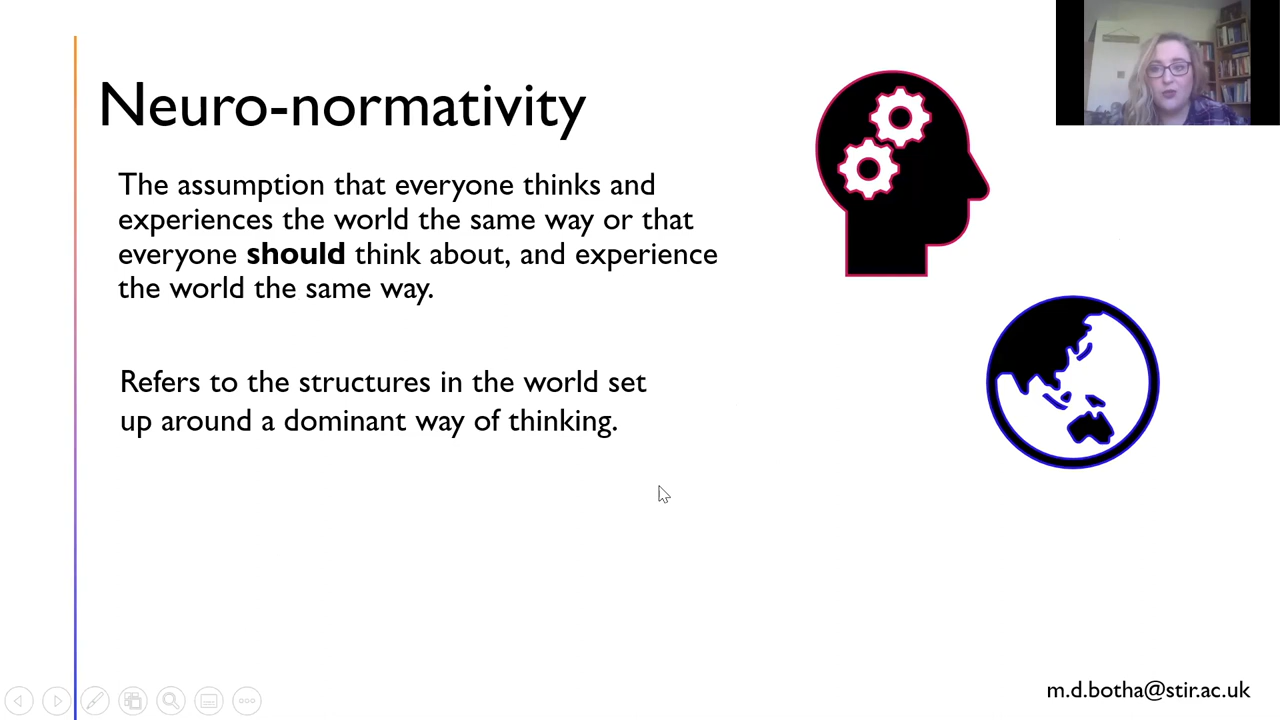 Neuro-normativity
The assumption that everyone thinks and
experiences the world the same way or that
everyone should think about, and experience
the world the same way.
Refers to the structures in the world set
up around a dominant way of thinking.
m.d.botha@stir.ac.uk